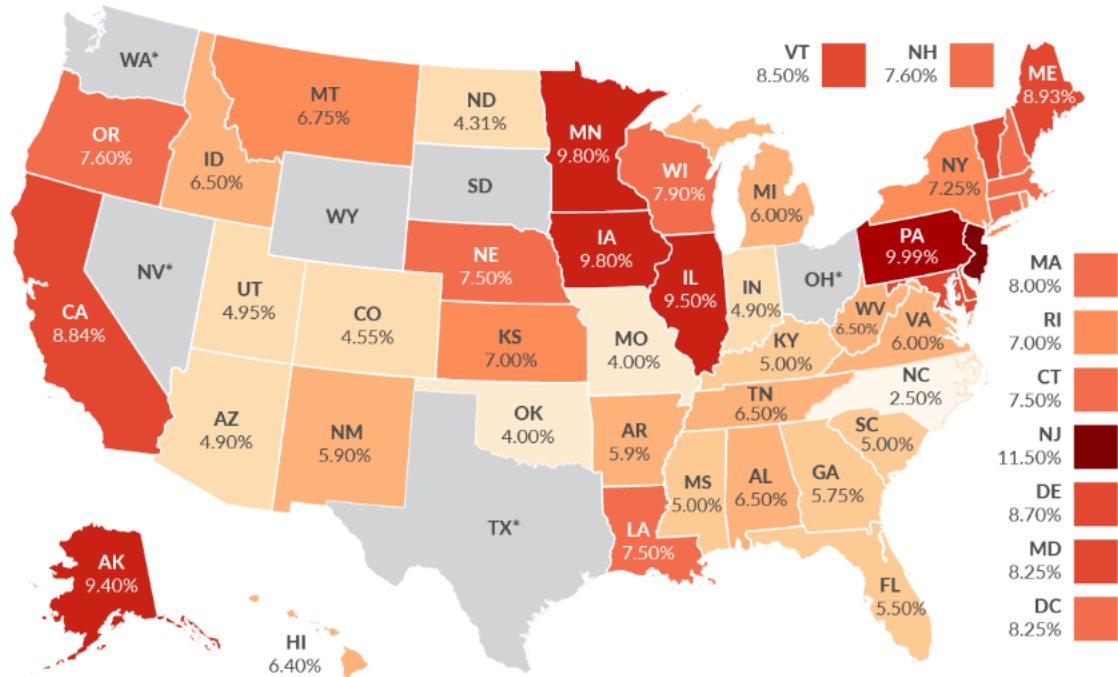 WA*
VT
8.50%
NH
7.60%
ME
8.93%
MT
6.75%
ND
4.31%
MN
9.80%
OR
7.60%
ID
6.50%
WI
7.90%
NY
7.25%
SD
MI
6.00%
WY
IA
9.80%
PA
9.99%
NE
7.50%
NV*
IL
9.50%
IN
4.90%
OH*
MA
8.00%
UT
4.95%
CA
8.84%
CO
4.55%
WV
6.50%
VA
6.00%
RI
7.00%
KS
7.00%
MO
4.00%
KY
5.00%
NC
2.50%
CT
7.50%
TN
6.50%
AZ
4.90%
OK
4.00%
NM
5.90%
AR
5.9%
SC
5.00%
NJ
11.50%
MS
5.00%
AL
6.50%
GA
5.75%
DE
8.70%
TX*
LA
7.50%
MD
8.25%
AK
9.40%
FL
5.50%
DC
8.25%
HI
6.40%